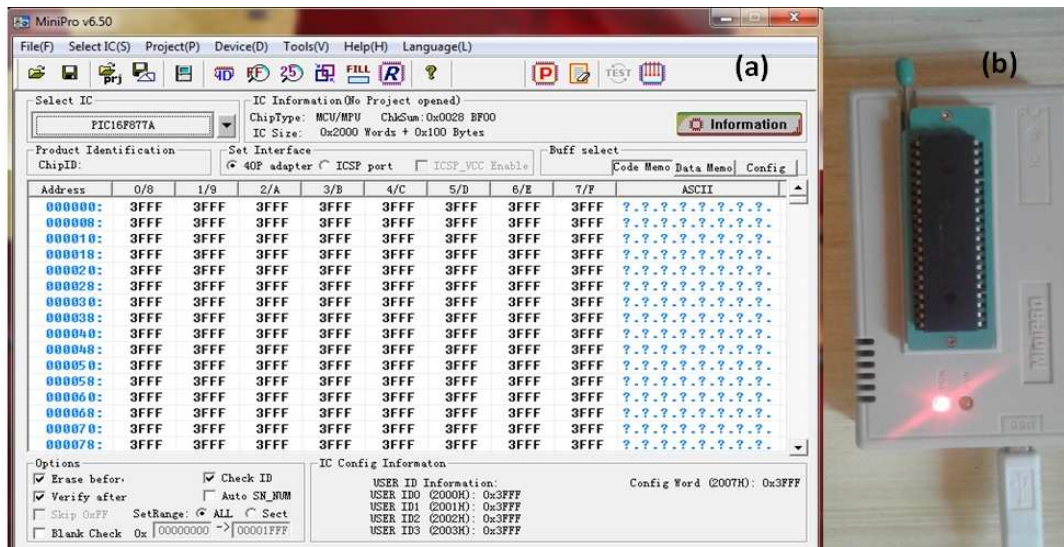 MiniPro v6.50
File(F) Select IC(S) Project(P) Device(D) Tools(V) Help(H) Language(L)
prj FILL R ? P TEST
(a)
(b)
Select IC
PIC16F877A
IC Information(No Project opened)
ChipType: MCU/MPU ChkSum:0x0028 BF00
IC Size: 0x2000 Words + 0x100 Bytes
Information
Product Identification
ChipID:
Set Interface
40P adapter ICSP port ICSP_VCC Enable
Buff select
Code Memo Data Memo Config
Address 0/8 1/9 2/A 3/B 4/C 5/D 6/E 7/F ASCII
000000: 3FFF 3FFF 3FFF 3FFF 3FFF 3FFF 3FFF 3FFF ?.?.?.?.?.?.?.?.
000008: 3FFF 3FFF 3FFF 3FFF 3FFF 3FFF 3FFF 3FFF ?.?.?.?.?.?.?.?.
000010: 3FFF 3FFF 3FFF 3FFF 3FFF 3FFF 3FFF 3FFF ?.?.?.?.?.?.?.?.
000018: 3FFF 3FFF 3FFF 3FFF 3FFF 3FFF 3FFF 3FFF ?.?.?.?.?.?.?.?.
000020: 3FFF 3FFF 3FFF 3FFF 3FFF 3FFF 3FFF 3FFF ?.?.?.?.?.?.?.?.
000028: 3FFF 3FFF 3FFF 3FFF 3FFF 3FFF 3FFF 3FFF ?.?.?.?.?.?.?.?.
000030: 3FFF 3FFF 3FFF 3FFF 3FFF 3FFF 3FFF 3FFF ?.?.?.?.?.?.?.?.
000038: 3FFF 3FFF 3FFF 3FFF 3FFF 3FFF 3FFF 3FFF ?.?.?.?.?.?.?.?.
000040: 3FFF 3FFF 3FFF 3FFF 3FFF 3FFF 3FFF 3FFF ?.?.?.?.?.?.?.?.
000048: 3FFF 3FFF 3FFF 3FFF 3FFF 3FFF 3FFF 3FFF ?.?.?.?.?.?.?.?.
000050: 3FFF 3FFF 3FFF 3FFF 3FFF 3FFF 3FFF 3FFF ?.?.?.?.?.?.?.?.
000058: 3FFF 3FFF 3FFF 3FFF 3FFF 3FFF 3FFF 3FFF ?.?.?.?.?.?.?.?.
000060: 3FFF 3FFF 3FFF 3FFF 3FFF 3FFF 3FFF 3FFF ?.?.?.?.?.?.?.?.
000068: 3FFF 3FFF 3FFF 3FFF 3FFF 3FFF 3FFF 3FFF ?.?.?.?.?.?.?.?.
000070: 3FFF 3FFF 3FFF 3FFF 3FFF 3FFF 3FFF 3FFF ?.?.?.?.?.?.?.?.
000078: 3FFF 3FFF 3FFF 3FFF 3FFF 3FFF 3FFF 3FFF ?.?.?.?.?.?.?.?.
Options
Erase befor
Check ID
Verify after
Auto SN_NUM
Skip 0xFF SetRange: ALL Sect
Blank Check 0x 00000000 -> 00001FFF
IC Config Informaton
USER ID Information:
USER ID0 (2000H): 0x3FFF
USER ID1 (2001H): 0x3FFF
USER ID2 (2002H): 0x3FFF
USER ID3 (2003H): 0x3FFF
Config Word (2007H): 0x3FFF
MiniPRO
USB